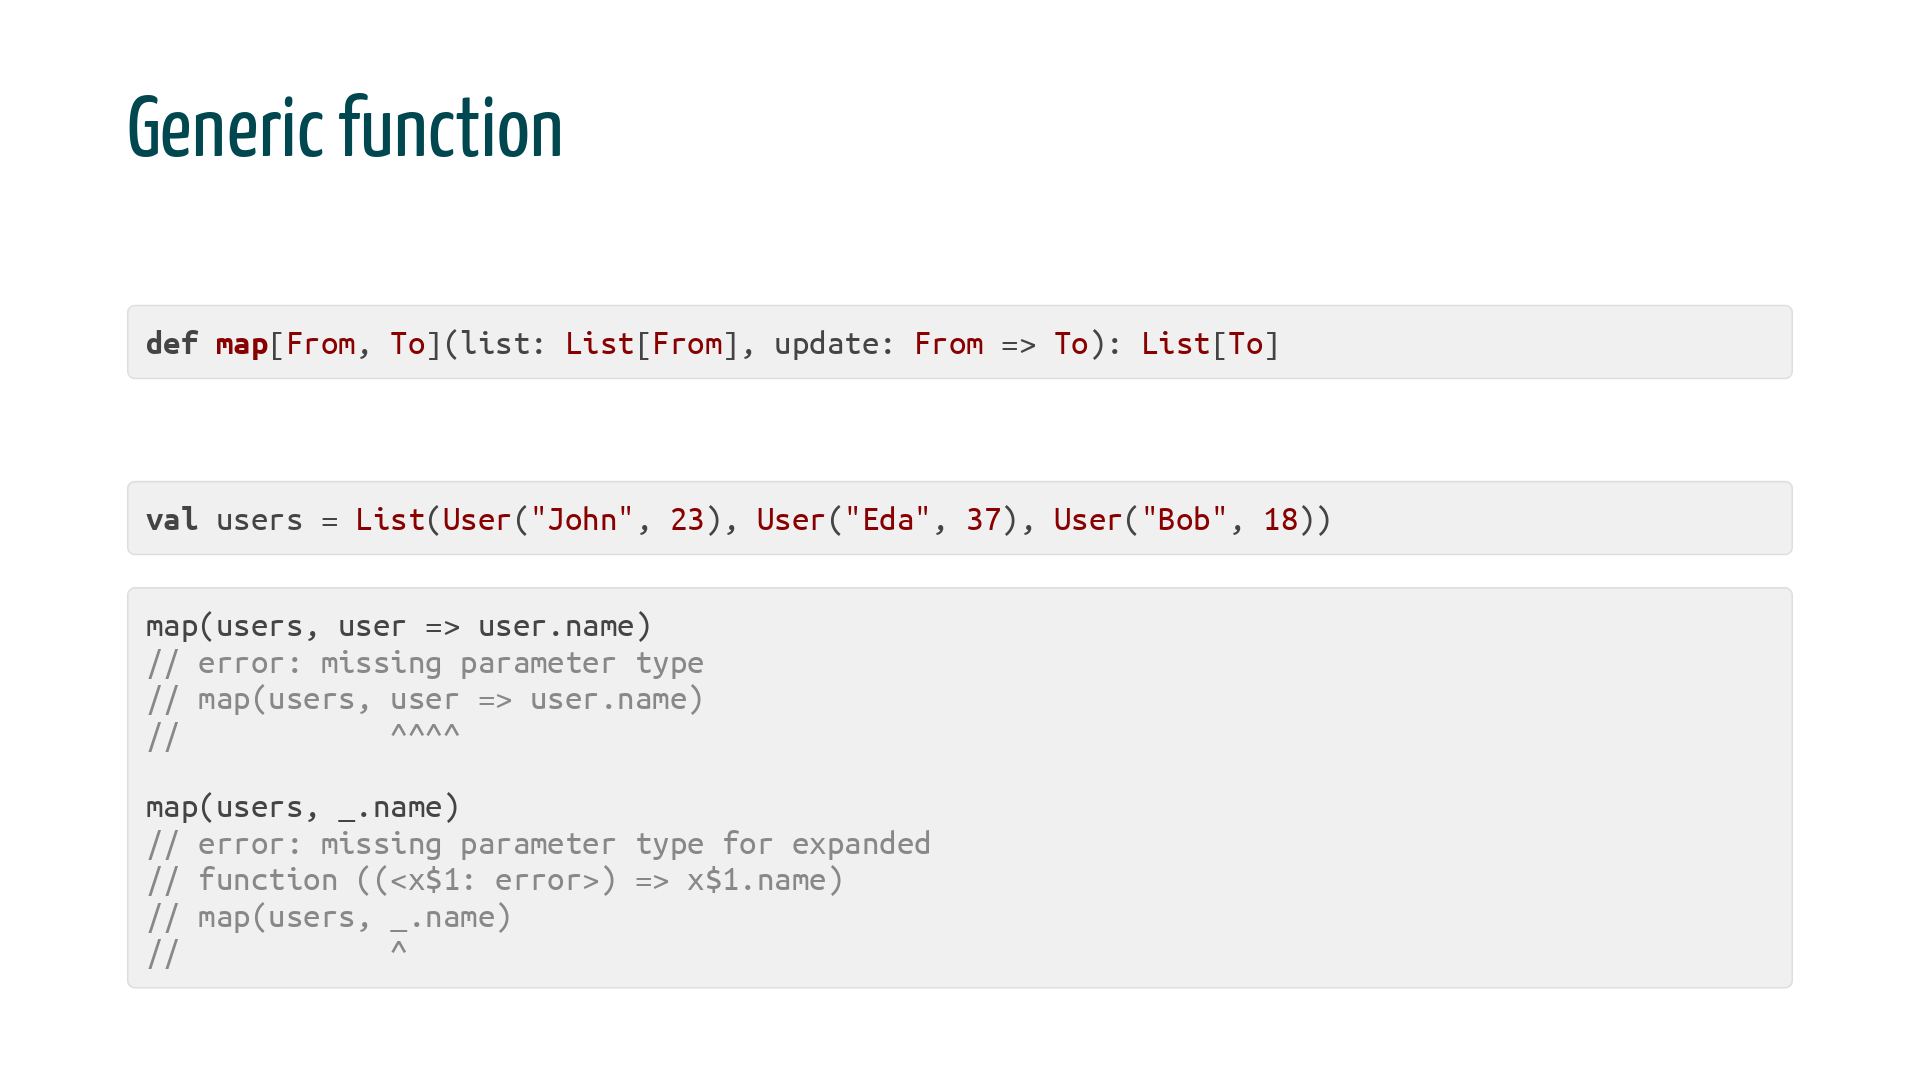 Generic function
def map[From, To](list: List[From], update: From => To): List[To]
val users = List(User("John", 23), User("Eda", 37), User("Bob", 18))
map(users, user => user.name)
// error: missing parameter type
// map(users, user => user.name)
//            ^^^^
map(users, _.name)
// error: missing parameter type for expanded
// function ((<x$1: error>) => x$1.name)
// map(users, _.name)
//            ^